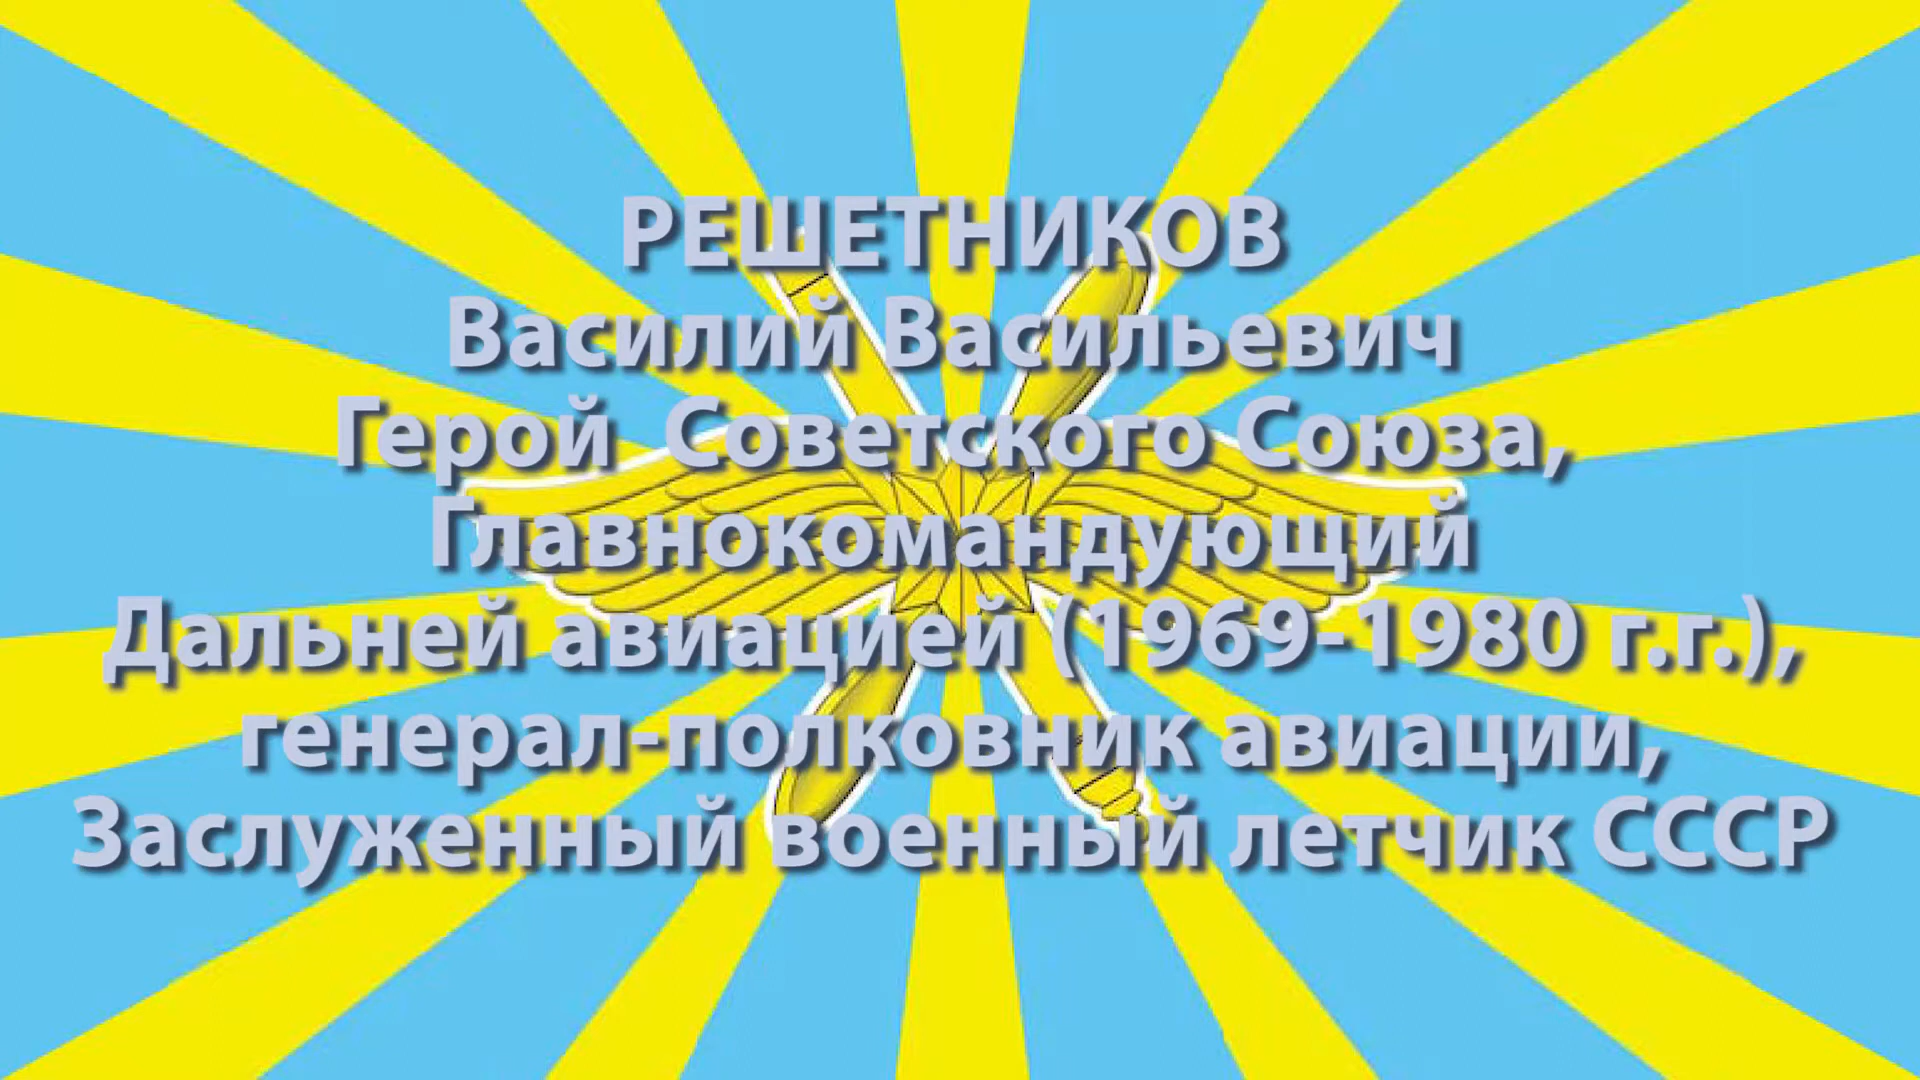 РЕШЕТНИКОВ
Василий Васильевич
Герой Советского Союза,
Главнокомандующий
Дальней авиацией (1969-1980 г.г.),
генерал-полковник авиации,
Заслуженный военный летчик СССР